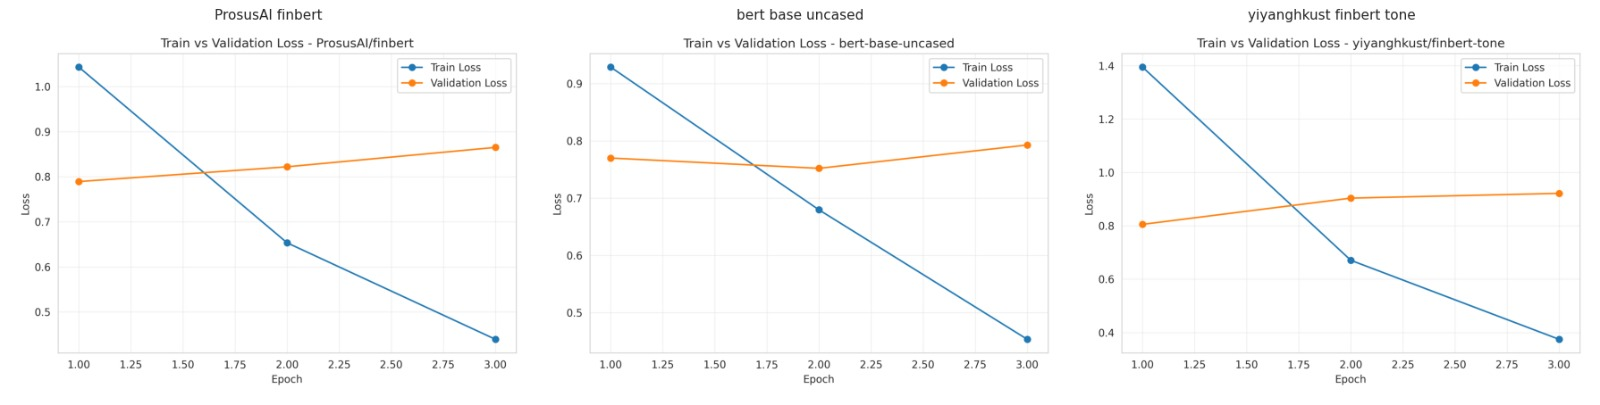 ProsusAI finbert
Train vs Validation Loss - ProsusAI/finbert
Train Loss
Validation Loss
1.0
0.9
0.8
0.7
0.6
0.5
Loss
1.00 1.25 1.50 1.75 2.00 2.25 2.50 2.75 3.00
Epoch
bert base uncased
Train vs Validation Loss - bert-base-uncased
Train Loss
Validation Loss
0.9
0.8
0.7
0.6
0.5
Loss
1.00 1.25 1.50 1.75 2.00 2.25 2.50 2.75 3.00
Epoch
yiyanghkust finbert tone
Train vs Validation Loss - yiyanghkust/finbert-tone
Train Loss
Validation Loss
1.4
1.2
1.0
0.8
0.6
0.4
Loss
1.00 1.25 1.50 1.75 2.00 2.25 2.50 2.75 3.00
Epoch